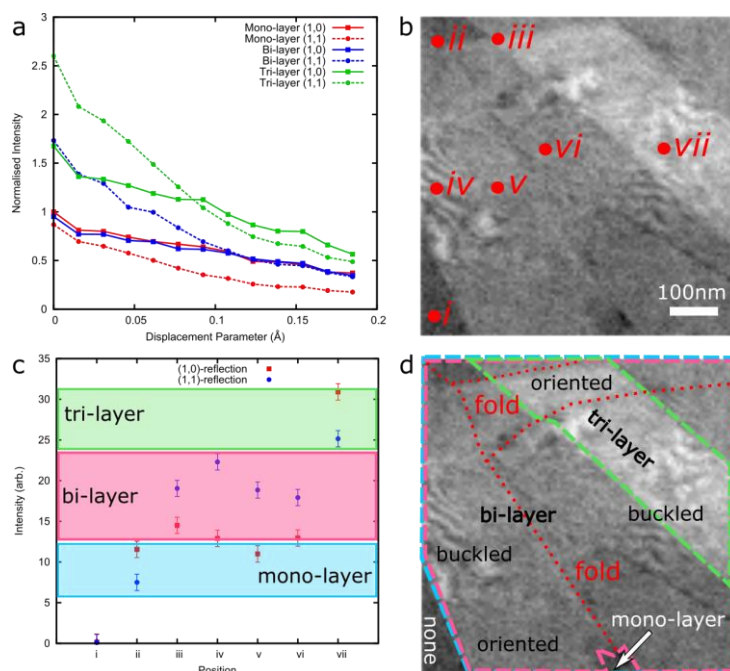 a
Normalised Intensity
3
2.5
2
1.5
1
0.5
0
0
0.05
0.1
0.15
0.2
Displacement Parameter (Å)
Mono-layer (1,0)
Mono-layer (1,1)
Bi-layer (1,0)
Bi-layer (1,1)
Tri-layer (1,0)
Tri-layer (1,1)
b
ii
iii
vi
vii
iv
v
i
100nm
c
Intensity (arb.)
35
30
25
20
15
10
5
0
(1,0)-reflection
(1,1)-reflection
tri-layer
bi-layer
mono-layer
i
ii
iii
iv
v
vi
vii
Position
d
oriented
fold
tri-layer
bi-layer
buckled
buckled
fold
mono-layer
none
oriented